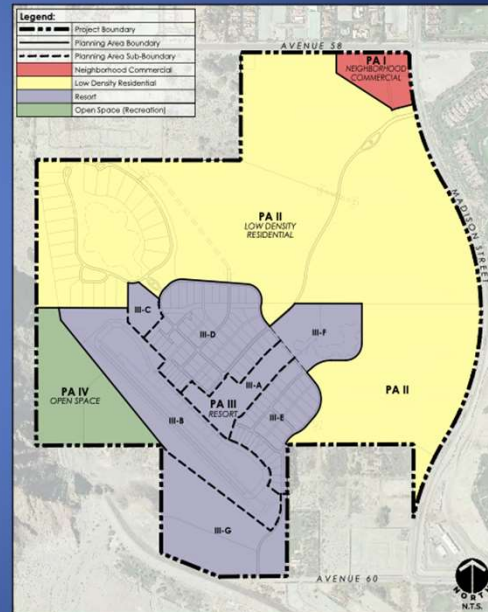 Legend:
Project Boundary
Planning Area Boundary
Planning Area Sub-Boundary
Neighborhood Commercial
Low Density Residential
Resort
Open Space (Recreation)
AVENUE 58
PA I
NEIGHBORHOOD
COMMERCIAL
MADISON STREET
PA II
LOW DENSITY
RESIDENTIAL
III-C
III-D
III-F
PA IV
OPEN SPACE
PA III
RESORT
III-A
III-B
III-E
PA II
III-G
AVENUE 60
NORTH
N.T.S.